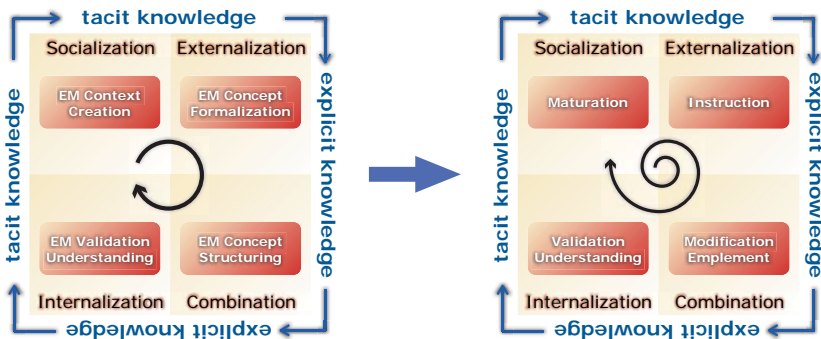 tacit knowledge
Socialization
Externalization
EM Context
Creation
EM Concept
Formalization
tacit knowledge
explicit knowledge
EM Validation
Understanding
EM Concept
Structuring
Internalization
Combination
explicit knowledge
tacit knowledge
Socialization
Externalization
Maturation
Instruction
tacit knowledge
explicit knowledge
Validation
Understanding
Modification
Emplement
Internalization
Combination
explicit knowledge